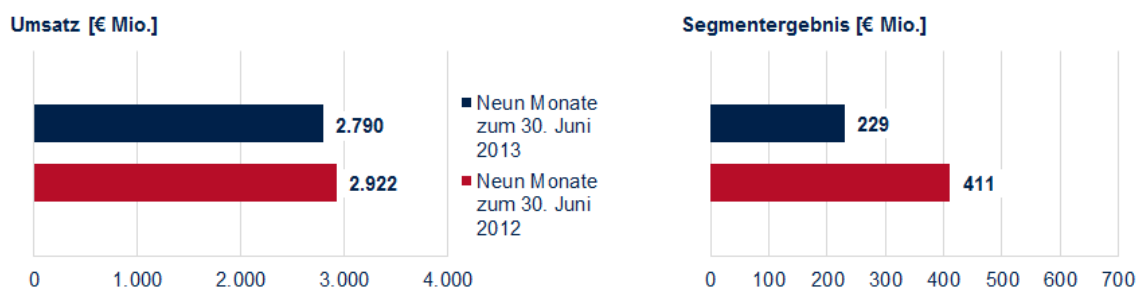 Umsatz [€ Mio.]
2.790
2.922
0 1.000 2.000 3.000 4.000
Neun Monate
zum 30. Juni
2013
Neun Monate
zum 30. Juni
2012
Segmentergebnis [€ Mio.]
229
411
0 100 200 300 400 500 600 700